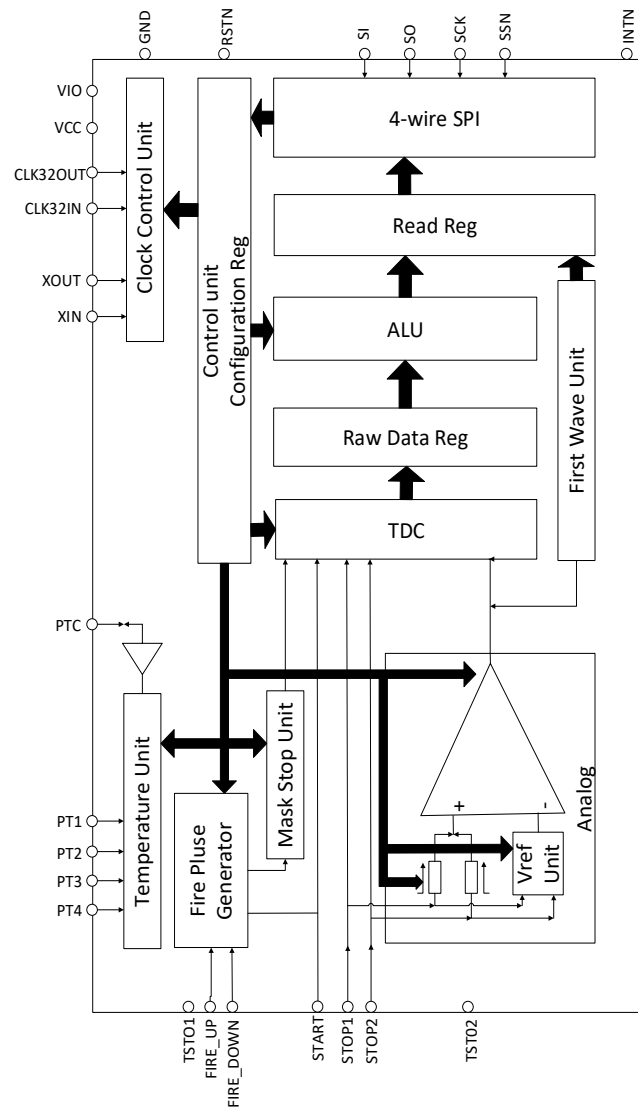 GND
RSTN
SI
SO
SCK
SSN
INTN
VIO
VCC
CLK32OUT
CLK32IN
XOUT
XIN
PTC
PT1
PT2
PT3
PT4
Clock Control Unit
Control unit
Configuration Reg
4-wire SPI
Read Reg
ALU
Raw Data Reg
TDC
First Wave Unit
Temperature Unit
Fire Pluse
Generator
Mask Stop Unit
+
-
Vref
Unit
Analog
TSTO1
FIRE_UP
FIRE_DOWN
START
STOP1
STOP2
TST02